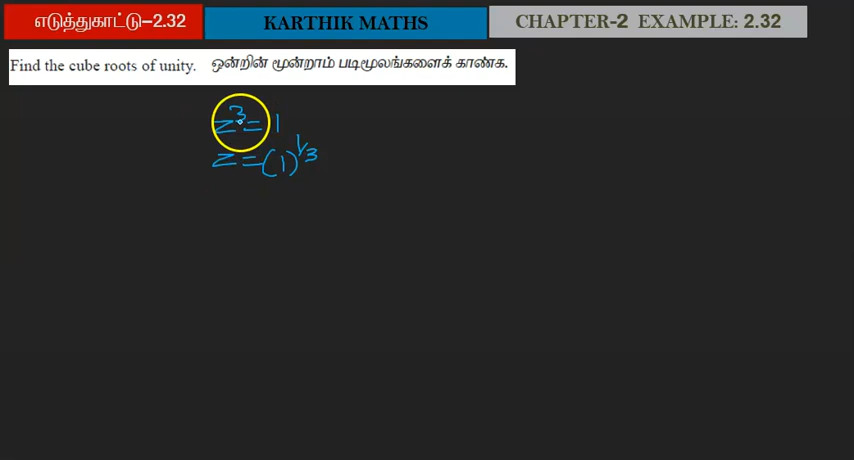 எடுத்துகாட்டு-2.32 KARTHIK MATHS CHAPTER-2 EXAMPLE: 2.32
Find the cube roots of unity. ஒன்றின் மூன்றாம் படிமூலங்களைக் காண்க.
z³ = 1
z = (1)^1/3